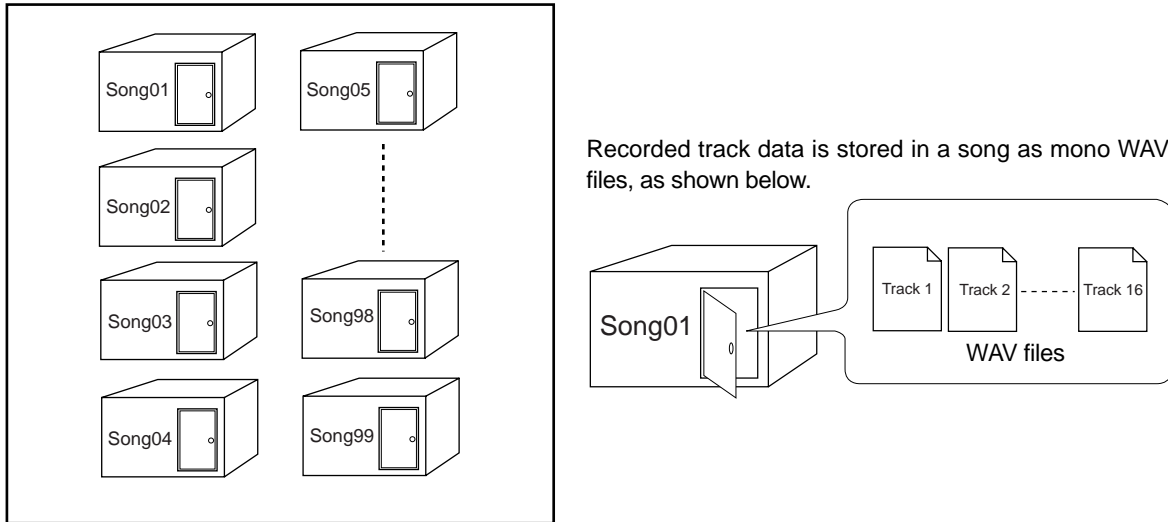 Song01
Song02
Song03
Song04
Song05
Song98
Song99
Recorded track data is stored in a song as mono WAV
files, as shown below.
Song01
Track 1
Track 2
Track 16
WAV files